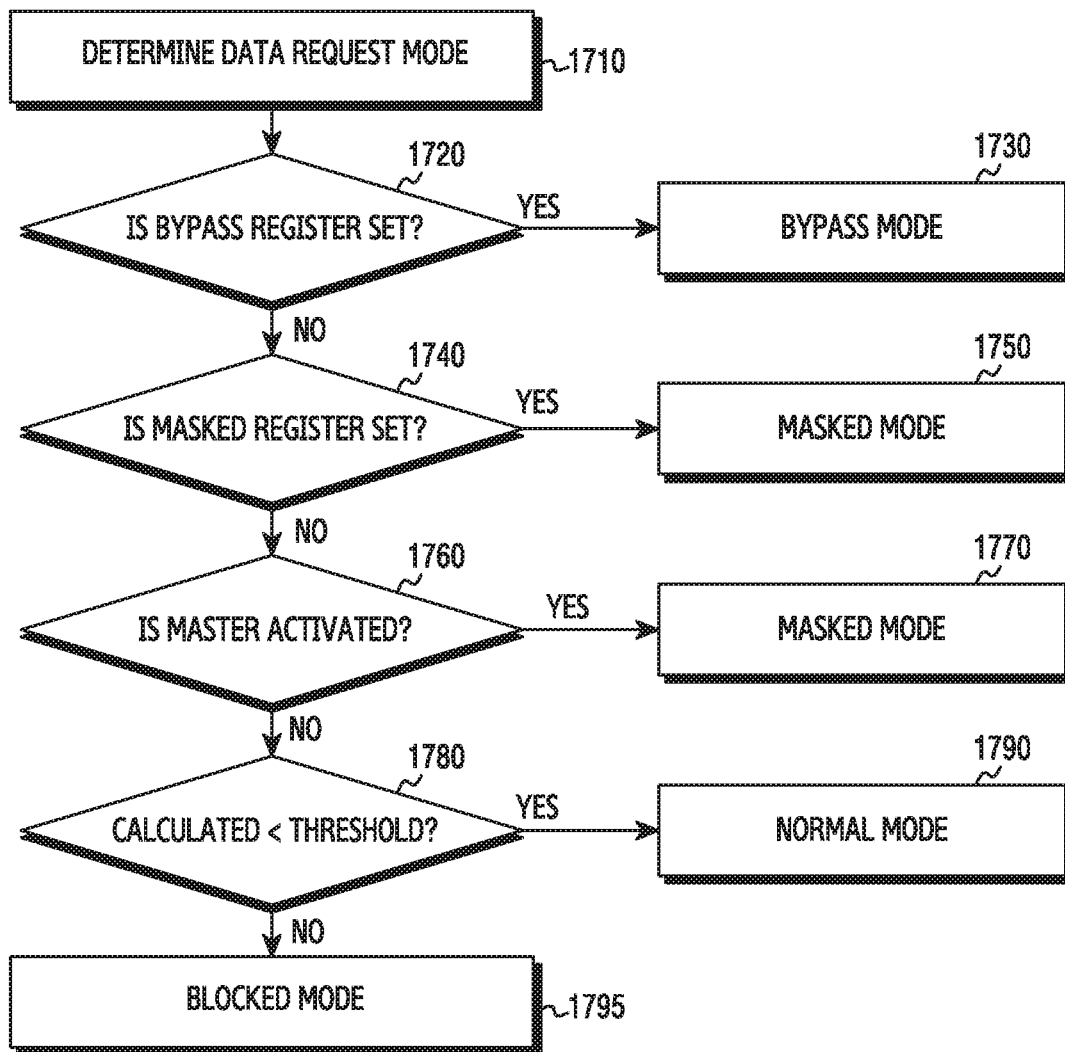 DETERMINE DATA REQUEST MODE
1710
1720
IS BYPASS REGISTER SET?
YES
1730
BYPASS MODE
NO
1740
IS MASKED REGISTER SET?
YES
1750
MASKED MODE
NO
1760
IS MASTER ACTIVATED?
YES
1770
MASKED MODE
NO
1780
CALCULATED < THRESHOLD?
YES
1790
NORMAL MODE
NO
BLOCKED MODE
1795